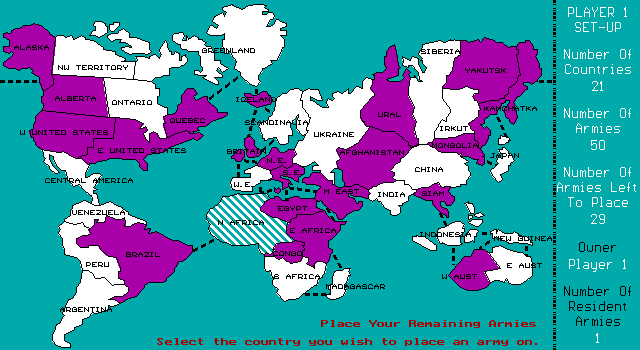 PLAYER 1
SET-UP
Number Of
Countries
21
Number Of
Armies
50
Number Of
Armies Left
To Place
29
Owner
Player 1
Number Of
Resident
Armies
1
ALASKA
NW TERRITORY
GREENLAND
ALBERTA
ONTARIO
QUEBEC
W UNITED STATES
E UNITED STATES
CENTRAL AMERICA
VENEZUELA
BRAZIL
PERU
ARGENTINA
ICELAND
SCANDINASIA
BRITAIN
N.E.
S.E.
W.E.
UKRAINE
N AFRICA
EGYPT
E AFRICA
CONGO
S AFRICA
MADAGASCAR
M EAST
AFGHANISTAN
URAL
SIBERIA
YAKUTSK
KAMCHATKA
IRKUT
MONGOLIA
JAPAN
CHINA
INDIA
SIAM
INDONESIA
NEW GUINEA
W AUST
E AUST
Place Your Remaining Armies
Select the country you wish to place an army on.